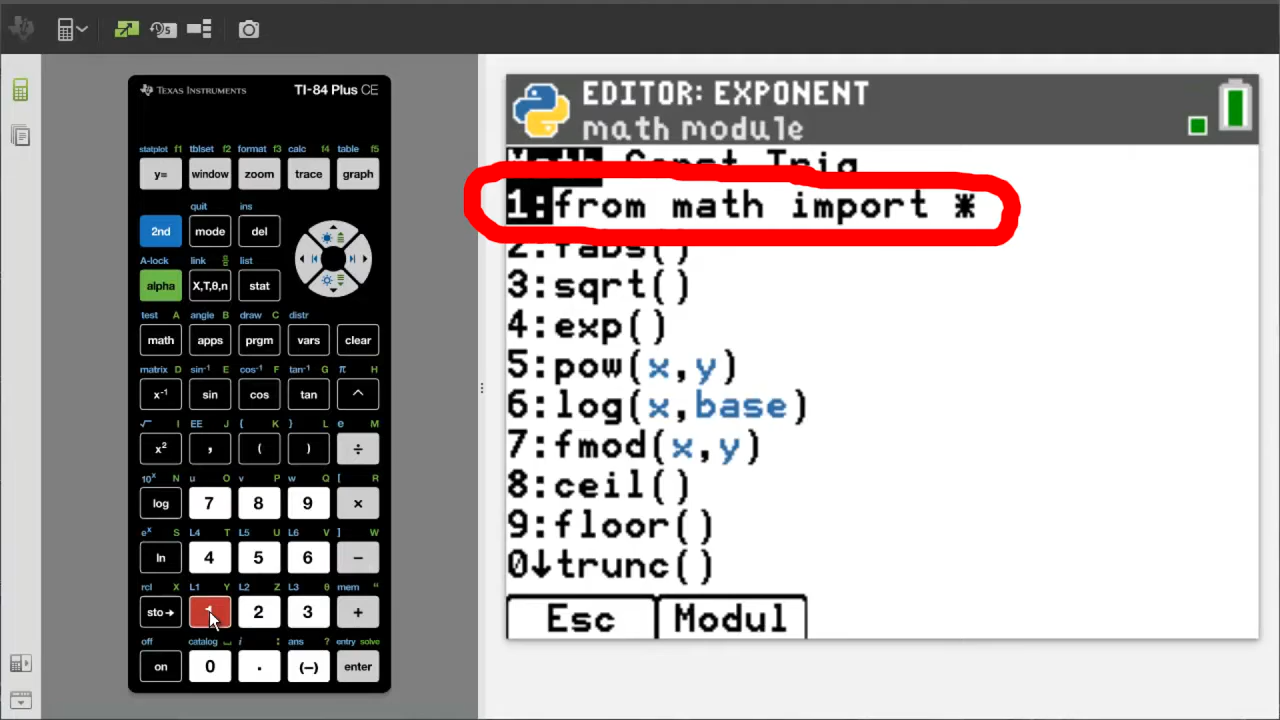 TEXAS INSTRUMENTS TI-84 Plus CE
statplot f1 tblset f2 format f3 calc f4 table f5
y= window zoom trace graph
quit ins
2nd mode del
A-lock link list
alpha X,T,θ,n stat
test A angle B draw C distr
math apps prgm vars clear
matrix D sin⁻¹ E cos⁻¹ F tan⁻¹ G π H
x⁻¹ sin cos tan ^
√ I EE J { K } L e M
x² , ( ) ÷
10ˣ N u O v P w Q [ R
log 7 8 9 ×
eˣ S L4 T L5 U L6 V ] W
ln 4 5 6 −
rcl X L1 Y L2 Z L3 θ mem "
sto→ 1 2 3 +
off catalog i : ans ? entry solve
on 0 . (−) enter
EDITOR: EXPONENT
math module
Math Const Trig
1:from math import *
2:fabs()
3:sqrt()
4:exp()
5:pow(x,y)
6:log(x,base)
7:fmod(x,y)
8:ceil()
9:floor()
0↓trunc()
Esc Modul